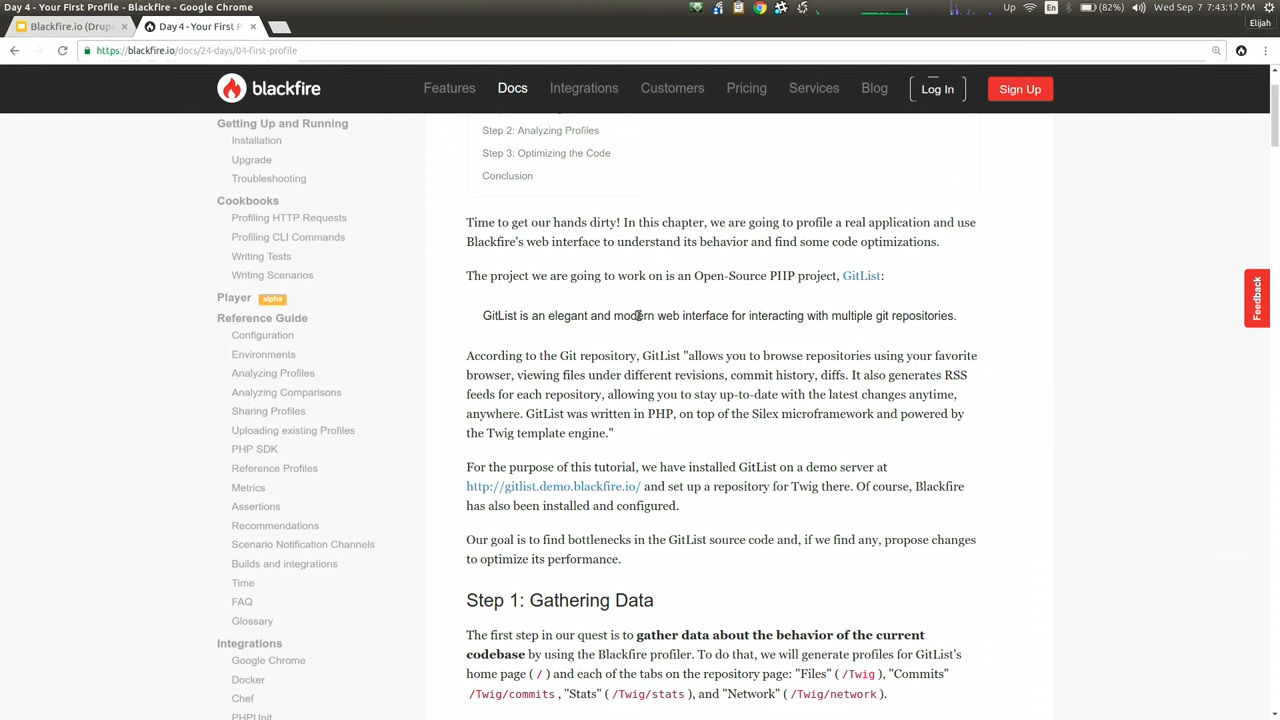 Day 4 - Your First Profile - Blackfire - Google Chrome
Up
En
(82%)
Wed Sep 7 7:43:12 PM
Elijah
Blackfire.io (Drup
Day 4 - Your First P
https://blackfire.io/docs/24-days/04-first-profile
blackfire
Features
Docs
Integrations
Customers
Pricing
Services
Blog
Log In
Sign Up
Getting Up and Running
Installation
Upgrade
Troubleshooting
Cookbooks
Profiling HTTP Requests
Profiling CLI Commands
Writing Tests
Writing Scenarios
Player alpha
Reference Guide
Configuration
Environments
Analyzing Profiles
Analyzing Comparisons
Sharing Profiles
Uploading existing Profiles
PHP SDK
Reference Profiles
Metrics
Assertions
Recommendations
Scenario Notification Channels
Builds and integrations
Time
FAQ
Glossary
Integrations
Google Chrome
Docker
Chef
PHPUnit
Step 2: Analyzing Profiles
Step 3: Optimizing the Code
Conclusion
Time to get our hands dirty! In this chapter, we are going to profile a real application and use
Blackfire's web interface to understand its behavior and find some code optimizations.
The project we are going to work on is an Open-Source PHP project, GitList:
GitList is an elegant and modern web interface for interacting with multiple git repositories.
According to the Git repository, GitList "allows you to browse repositories using your favorite
browser, viewing files under different revisions, commit history, diffs. It also generates RSS
feeds for each repository, allowing you to stay up-to-date with the latest changes anytime,
anywhere. GitList was written in PHP, on top of the Silex microframework and powered by
the Twig template engine."
For the purpose of this tutorial, we have installed GitList on a demo server at
http://gitlist.demo.blackfire.io/ and set up a repository for Twig there. Of course, Blackfire
has also been installed and configured.
Our goal is to find bottlenecks in the GitList source code and, if we find any, propose changes
to optimize its performance.
Step 1: Gathering Data
The first step in our quest is to gather data about the behavior of the current
codebase by using the Blackfire profiler. To do that, we will generate profiles for GitList's
home page ( / ) and each of the tabs on the repository page: "Files" ( /Twig ), "Commits"
/Twig/commits , "Stats" ( /Twig/stats ), and "Network" ( /Twig/network ).
Feedback